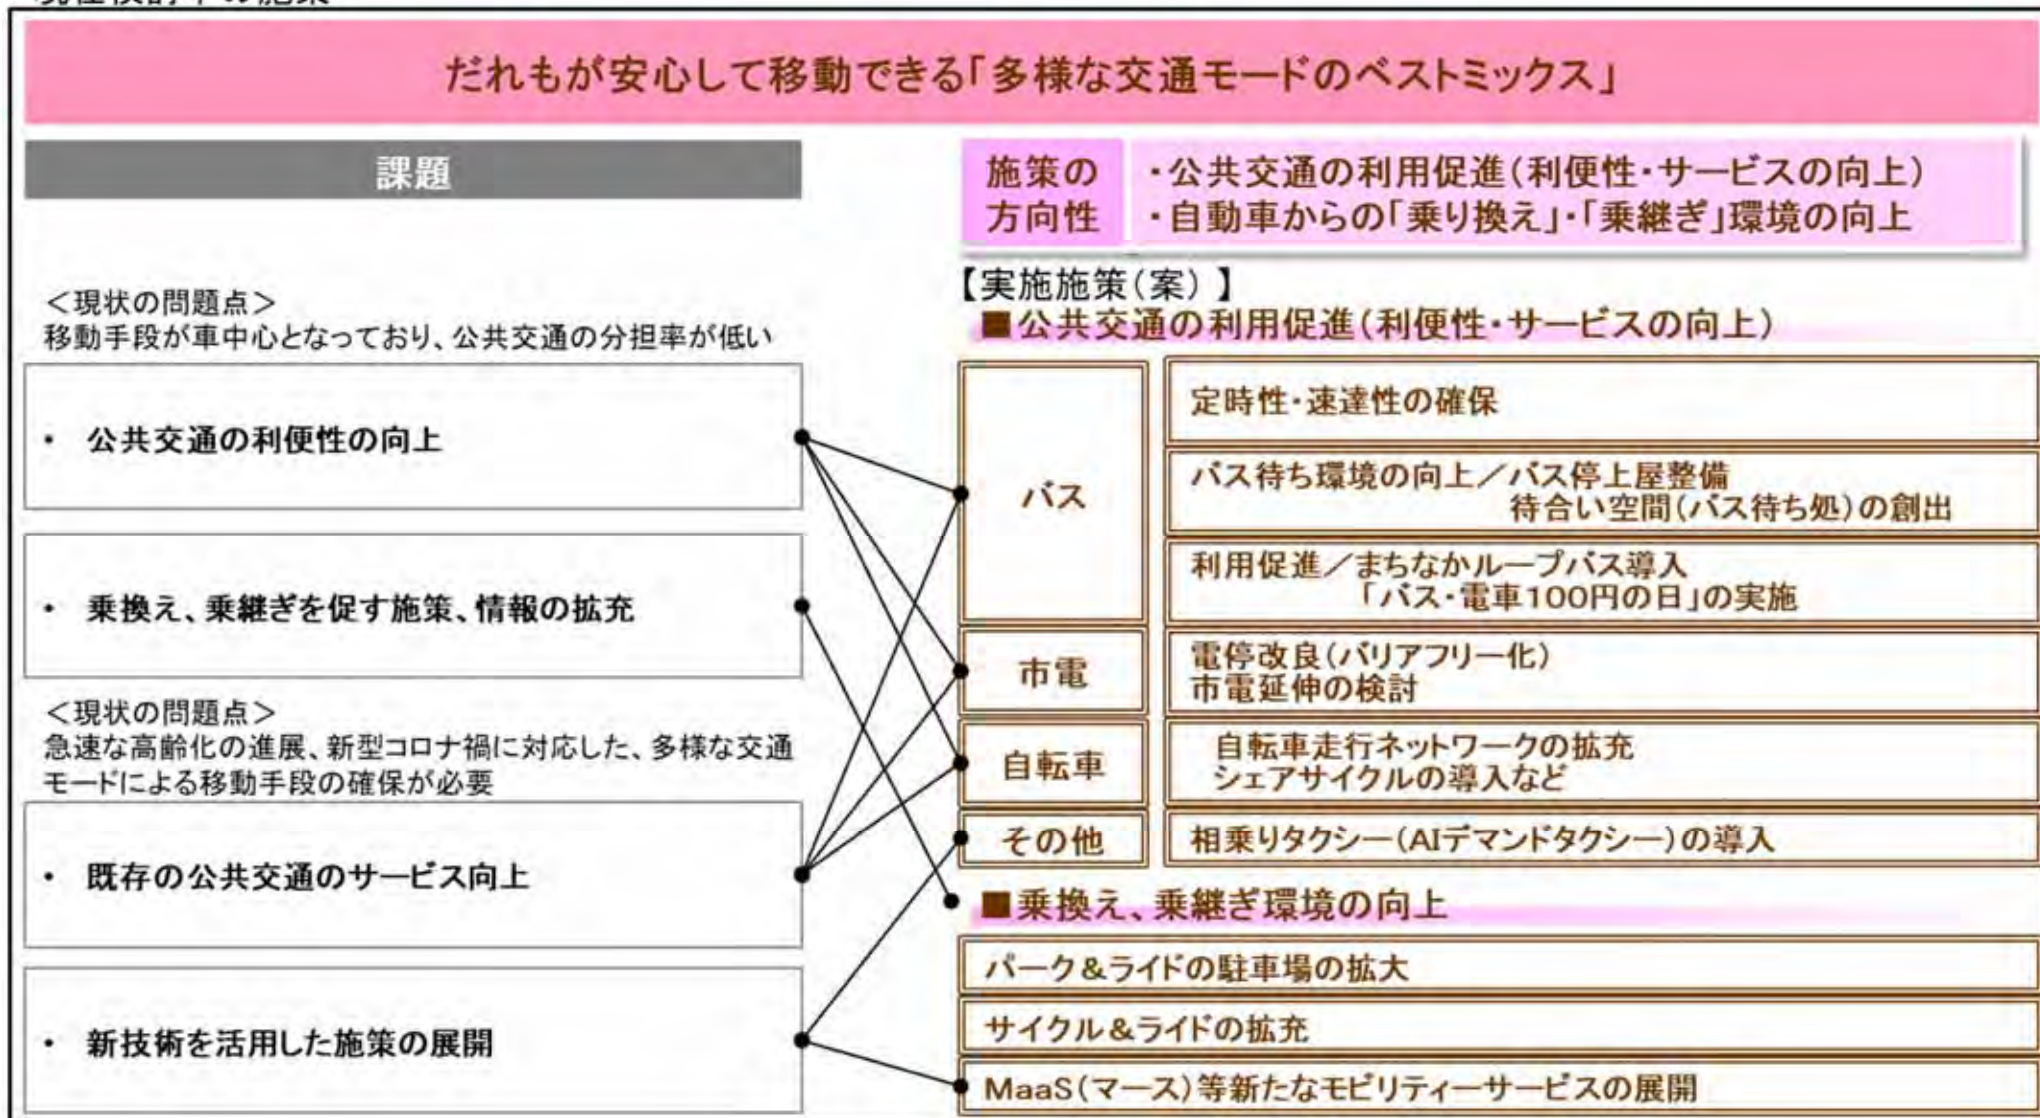 だれもが安心して移動できる「多様な交通モードのベストミックス」
課題
＜現状の問題点＞
移動手段が車中心となっており、公共交通の分担率が低い
・ 公共交通の利便性の向上
・ 乗換え、乗継ぎを促す施策、情報の拡充
＜現状の問題点＞
急速な高齢化の進展、新型コロナ禍に対応した、多様な交通
モードによる移動手段の確保が必要
・ 既存の公共交通のサービス向上
・ 新技術を活用した施策の展開
施策の
方向性
・公共交通の利用促進（利便性・サービスの向上）
・自動車からの「乗り換え」・「乗継ぎ」環境の向上
【実施施策（案）】
■公共交通の利用促進（利便性・サービスの向上）
バス
定時性・速達性の確保
バス待ち環境の向上／バス停上屋整備
待合い空間（バス待ち処）の創出
利用促進／まちなかループバス導入
「バス・電車100円の日」の実施
市電
電停改良（バリアフリー化）
市電延伸の検討
自転車
自転車走行ネットワークの拡充
シェアサイクルの導入など
その他
相乗りタクシー（AIデマンドタクシー）の導入
■乗換え、乗継ぎ環境の向上
パーク＆ライドの駐車場の拡大
サイクル＆ライドの拡充
MaaS（マース）等新たなモビリティーサービスの展開